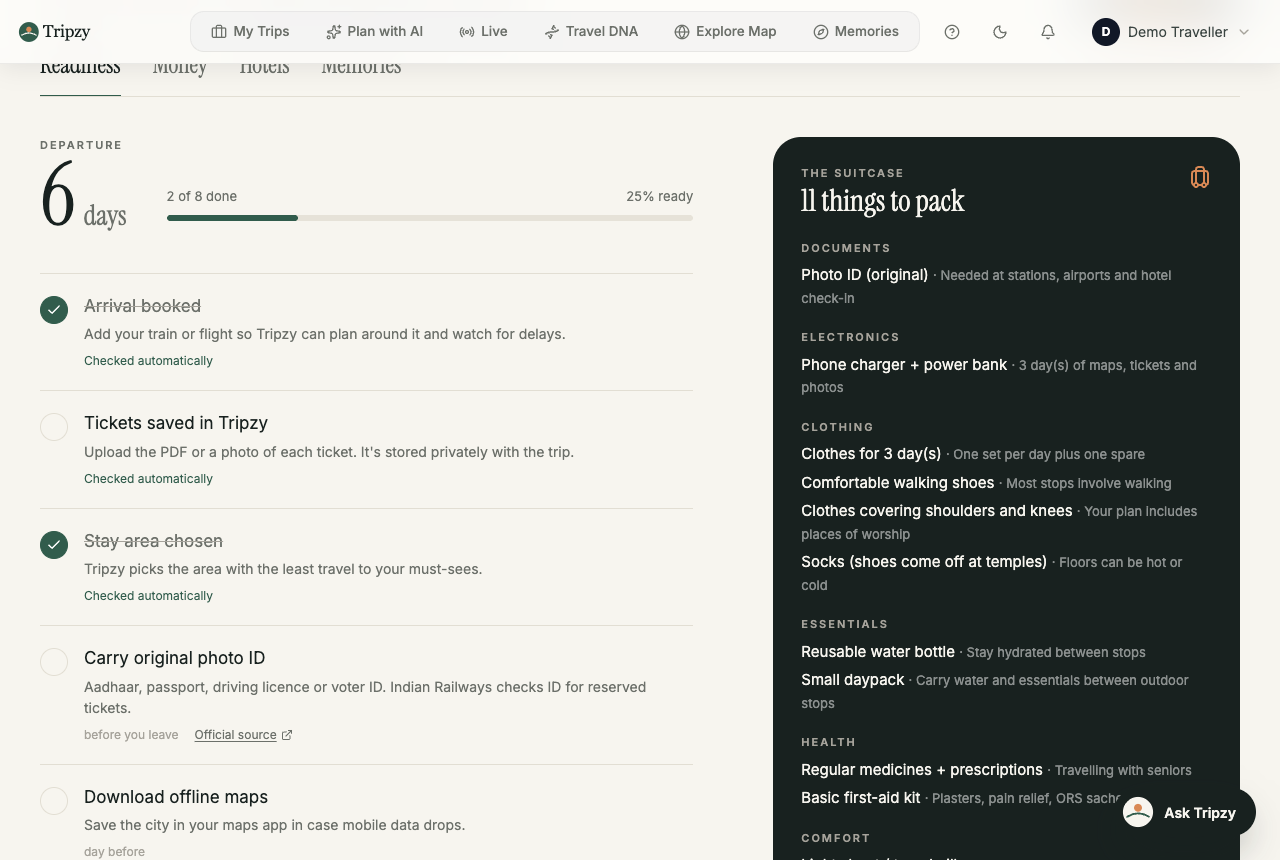 Tripzy
My Trips
Plan with AI
Live
Travel DNA
Explore Map
Memories
D
Demo Traveller
Readiness
Money
Hotels
Memories
DEPARTURE
6 days
2 of 8 done
25% ready
Arrival booked
Add your train or flight so Tripzy can plan around it and watch for delays.
Checked automatically
Tickets saved in Tripzy
Upload the PDF or a photo of each ticket. It's stored privately with the trip.
Checked automatically
Stay area chosen
Tripzy picks the area with the least travel to your must-sees.
Checked automatically
Carry original photo ID
Aadhaar, passport, driving licence or voter ID. Indian Railways checks ID for reserved
tickets.
before you leave
Official source
Download offline maps
Save the city in your maps app in case mobile data drops.
day before
THE SUITCASE
11 things to pack
DOCUMENTS
Photo ID (original) · Needed at stations, airports and hotel
check-in
ELECTRONICS
Phone charger + power bank · 3 day(s) of maps, tickets and
photos
CLOTHING
Clothes for 3 day(s) · One set per day plus one spare
Comfortable walking shoes · Most stops involve walking
Clothes covering shoulders and knees · Your plan includes
places of worship
Socks (shoes come off at temples) · Floors can be hot or
cold
ESSENTIALS
Reusable water bottle · Stay hydrated between stops
Small daypack · Carry water and essentials between outdoor
stops
HEALTH
Regular medicines + prescriptions · Travelling with seniors
Basic first-aid kit · Plasters, pain relief, ORS
Ask Tripzy
COMFORT